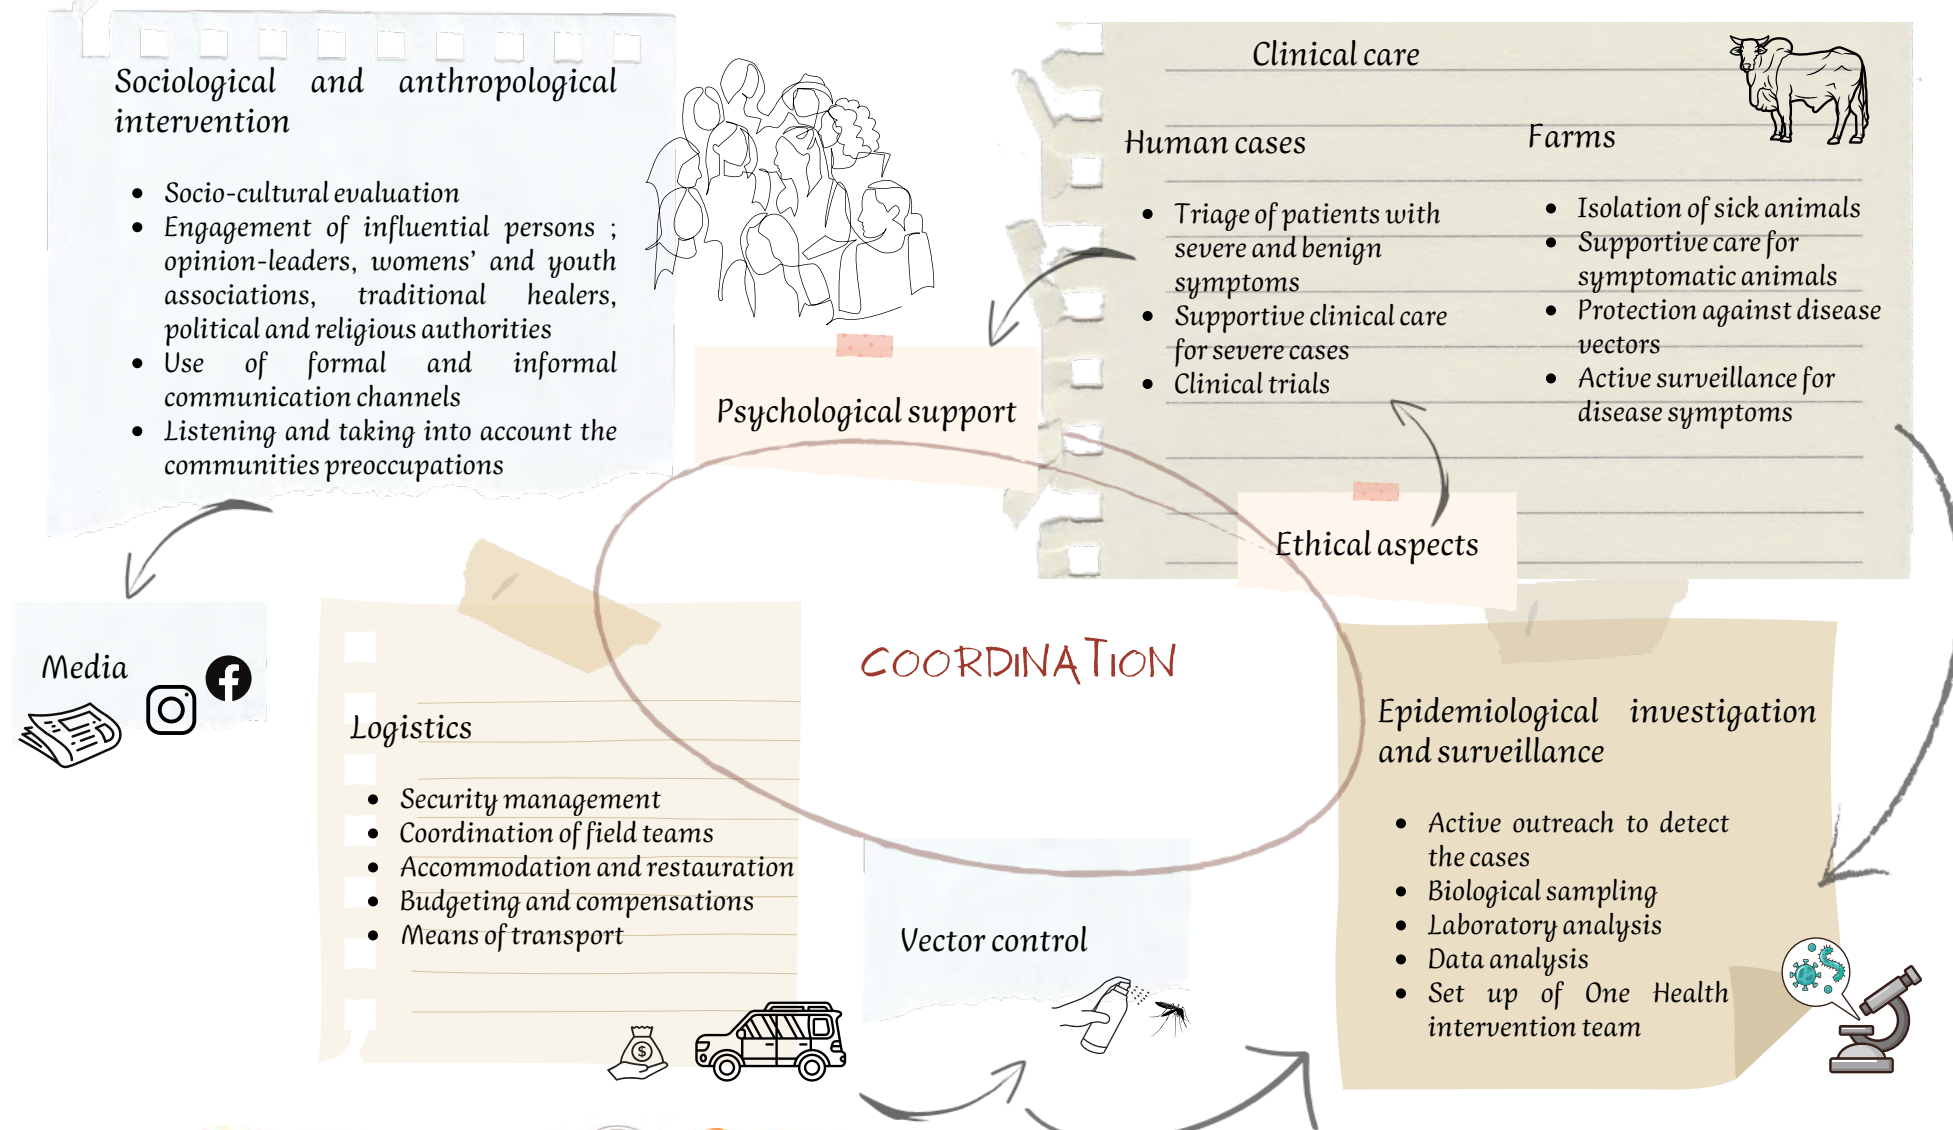 Sociological and anthropological
intervention
• Socio-cultural evaluation
• Engagement of influential persons ;
opinion-leaders, womens' and youth
associations, traditional healers,
political and religious authorities
• Use of formal and informal
communication channels
• Listening and taking into account the
communities preoccupations
Psychological support
Clinical care
Human cases
• Triage of patients with
severe and benign
symptoms
• Supportive clinical care
for severe cases
• Clinical trials
Farms
• Isolation of sick animals
• Supportive care for
symptomatic animals
• Protection against disease
vectors
• Active surveillance for
disease symptoms
Ethical aspects
Media
COORDINATION
Logistics
• Security management
• Coordination of field teams
• Accommodation and restauration
• Budgeting and compensations
• Means of transport
$
Vector control
Epidemiological investigation
and surveillance
• Active outreach to detect
the cases
• Biological sampling
• Laboratory analysis
• Data analysis
• Set up of One Health
intervention team